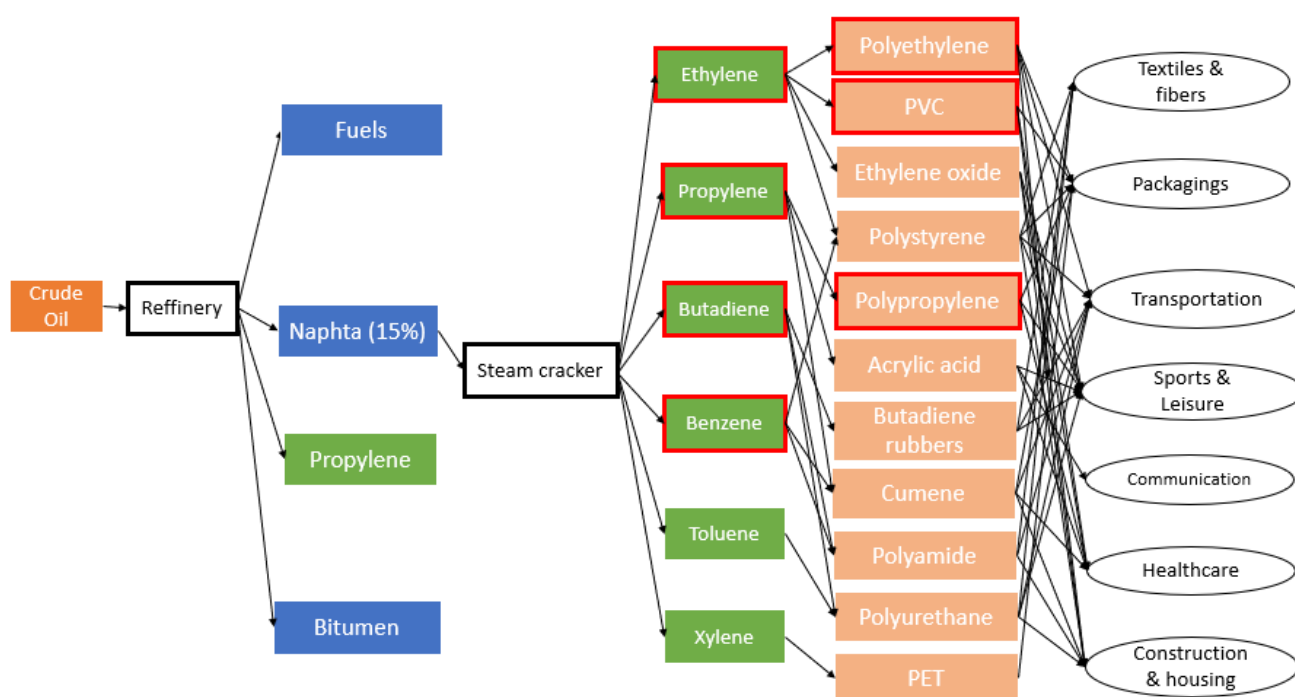 Crude
Oil
Reffinery
Fuels
Naphta (15%)
Propylene
Bitumen
Steam cracker
Ethylene
Propylene
Butadiene
Benzene
Toluene
Xylene
Polyethylene
PVC
Ethylene oxide
Polystyrene
Polypropylene
Acrylic acid
Butadiene
rubbers
Cumene
Polyamide
Polyurethane
PET
Textiles &
fibers
Packagings
Transportation
Sports &
Leisure
Communication
Healthcare
Construction
& housing